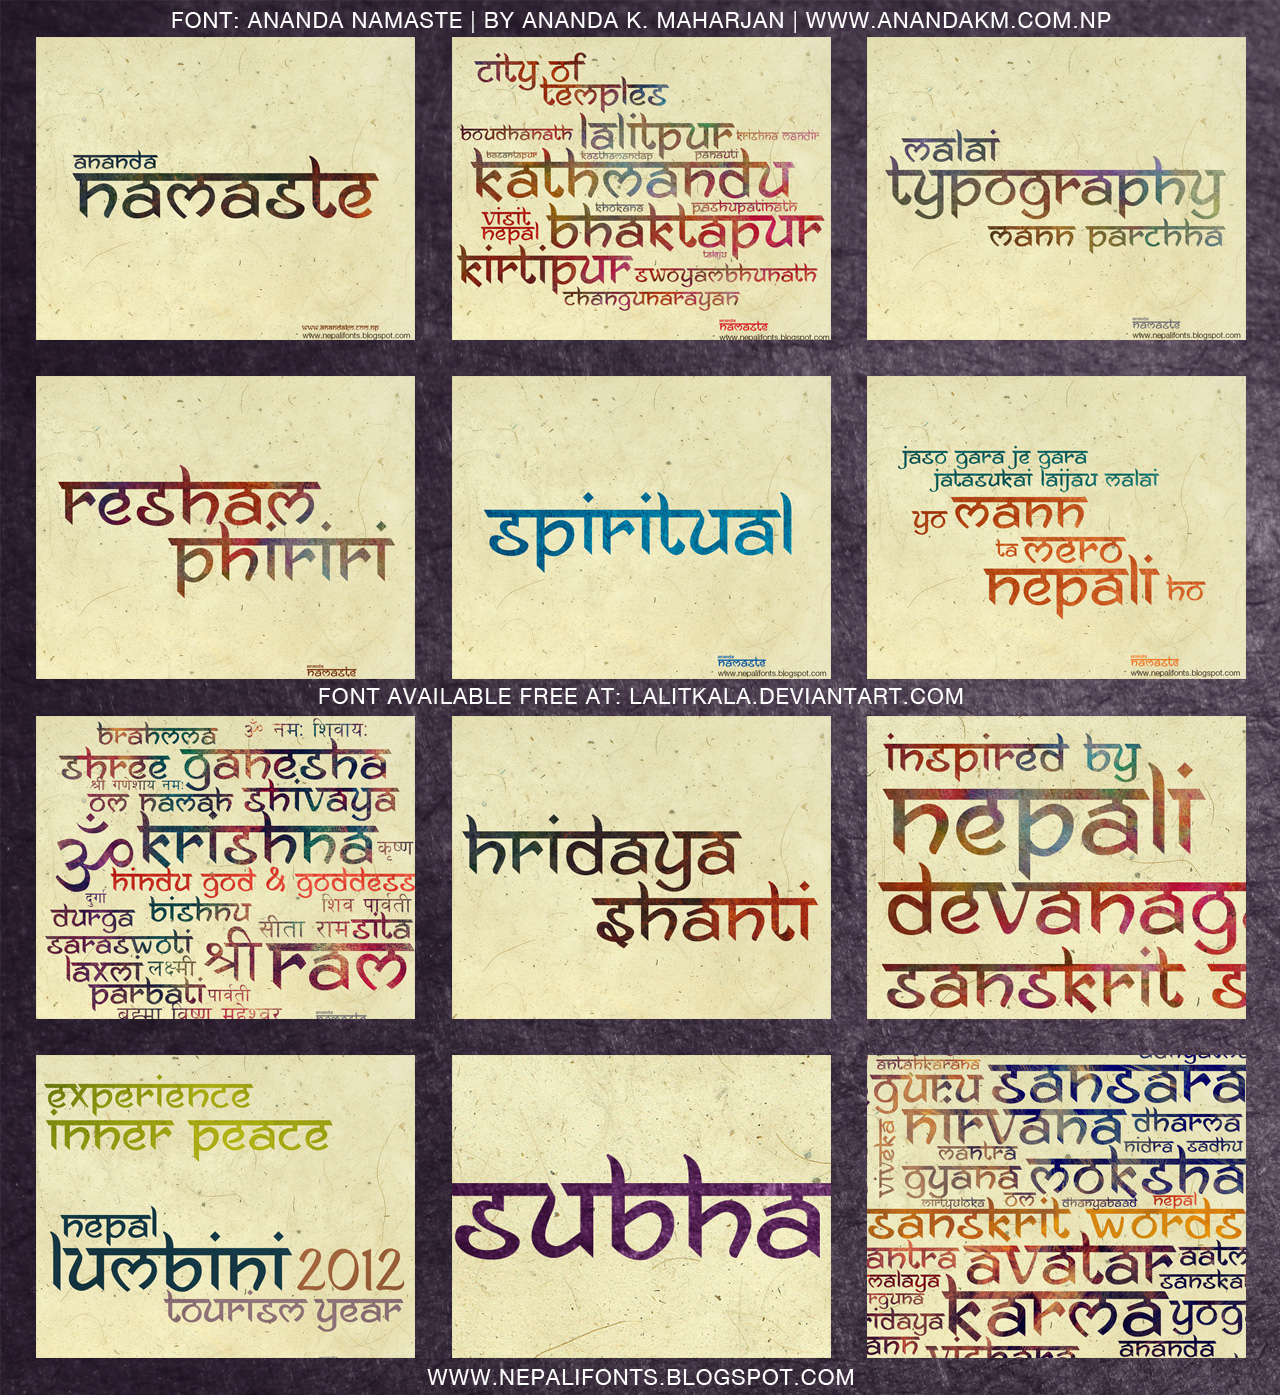 FONT: ANANDA NAMASTE | BY ANANDA K. MAHARJAN | WWW.ANANDAKM.COM.NP
ananda
namaste
www.anandakm.com.np
www.nepalifonts.blogspot.com
city of
temples
boudhanath lalitpur krishna mandir
basantapur kasthamandap panauti
kathmandu
khokana pashupatinath
visit
nepal bhaktapur
taleju
kirtipur swoyambhunath
changunarayan
ananda
namaste
www.nepalifonts.blogspot.com
malai
typography
mann parchha
ananda
namaste
www.nepalifonts.blogspot.com
resham
phiriri
ananda
namaste
spiritual
ananda
namaste
www.nepalifonts.blogspot.com
jaso gara je gara
jatasukai laijau malai
yo mann
ta mero
nepali ho
ananda
namaste
www.nepalifonts.blogspot.com
FONT AVAILABLE FREE AT: LALITKALA.DEVIANTART.COM
brahmma ॐ नमः शिवायः
shree ganesha
श्री गणेशाय नमः
om namah shivaya
ॐ krishna कृष्ण
hindu god & goddess
दुर्गा
durga bishnu शिव पार्वती
सीता राम sita
saraswoti श्री ram
laxmi लक्ष्मी
parbati पार्वती
ब्रह्मा विष्णु महेश्वर
ananda
namaste
hridaya
shanti
inspired by
nepali
devanag
sanskrit s
experience
inner peace
nepal
lumbini 2012
tourism year
subha
antahkarana
guru sansara
viveka nirvana dharma
mantra nidra sadhu
gyana moksha
mirtyuloka om dhanyabaad nepal
sanskrit words
antra avatar aatm
malaya sanska
rguna
ridaya karma yog
ann ananda
vichara
WWW.NEPALIFONTS.BLOGSPOT.COM